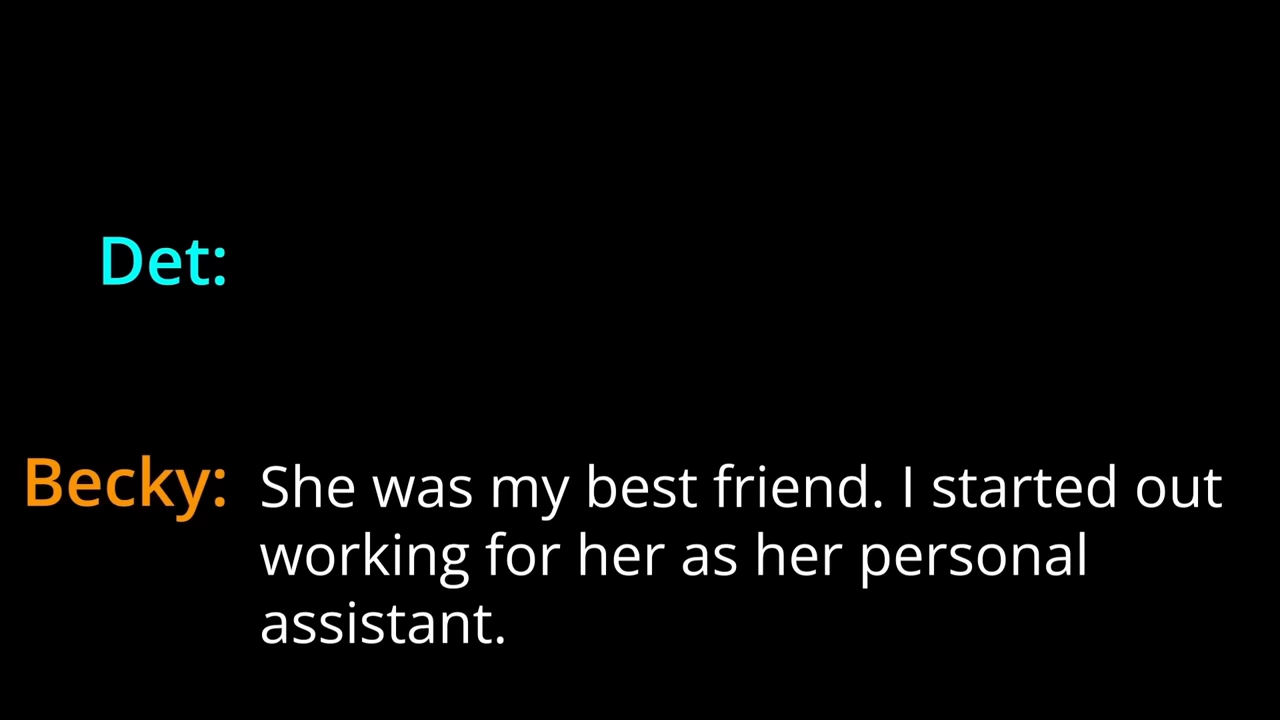 Det:
Becky: She was my best friend. I started out
working for her as her personal
assistant.